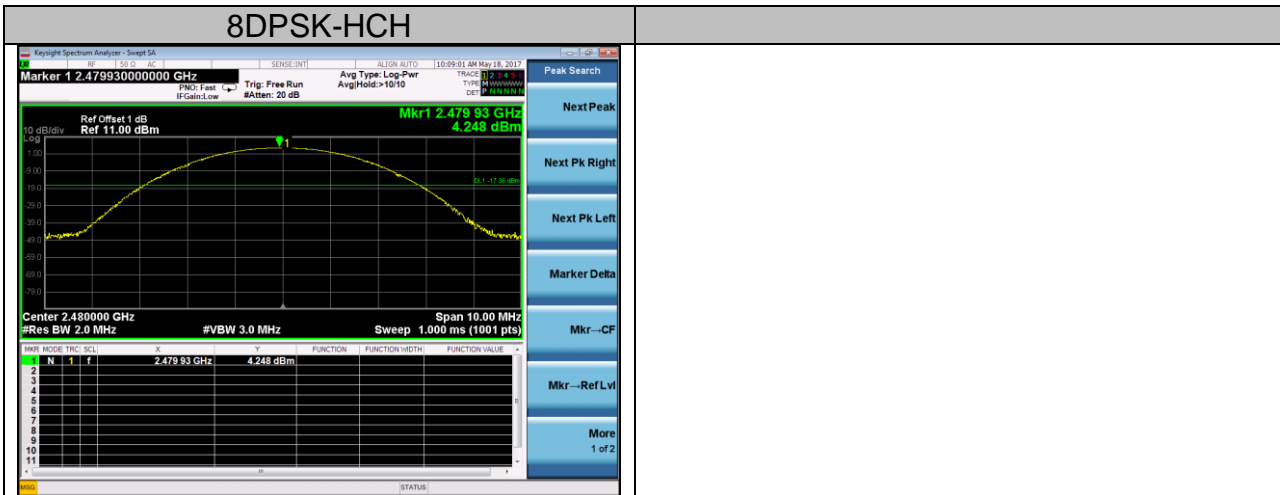 8DPSK-HCH
Keysight Spectrum Analyzer - Swept SA
RF 50 Ω AC SENSE:INT ALIGN AUTO 10:09:01 AM May 18, 2017
Marker 1 2.479930000000 GHz
PNO: Fast
IFGain:Low
Trig: Free Run
#Atten: 20 dB
Avg Type: Log-Pwr
Avg|Hold:>10/10
TRACE 1 2 3 4 5 6
TYPE M W W W W W
DET P N N N N N
Peak Search
Mkr1 2.479 93 GHz
4.248 dBm
Ref Offset 1 dB
10 dB/div Ref 11.00 dBm
Log
1
1.00
-9.00
-19.0
-29.0
-39.0
-49.0
-59.0
-69.0
-79.0
DL1 -17.36 dBm
Center 2.480000 GHz Span 10.00 MHz
#Res BW 2.0 MHz #VBW 3.0 MHz Sweep 1.000 ms (1001 pts)
MKR MODE TRC SCL X Y FUNCTION FUNCTION WIDTH FUNCTION VALUE
1 N 1 f 2.479 93 GHz 4.248 dBm
2
3
4
5
6
7
8
9
10
11
Next Peak
Next Pk Right
Next Pk Left
Marker Delta
Mkr→CF
Mkr→Ref Lvl
More
1 of 2
MSG STATUS